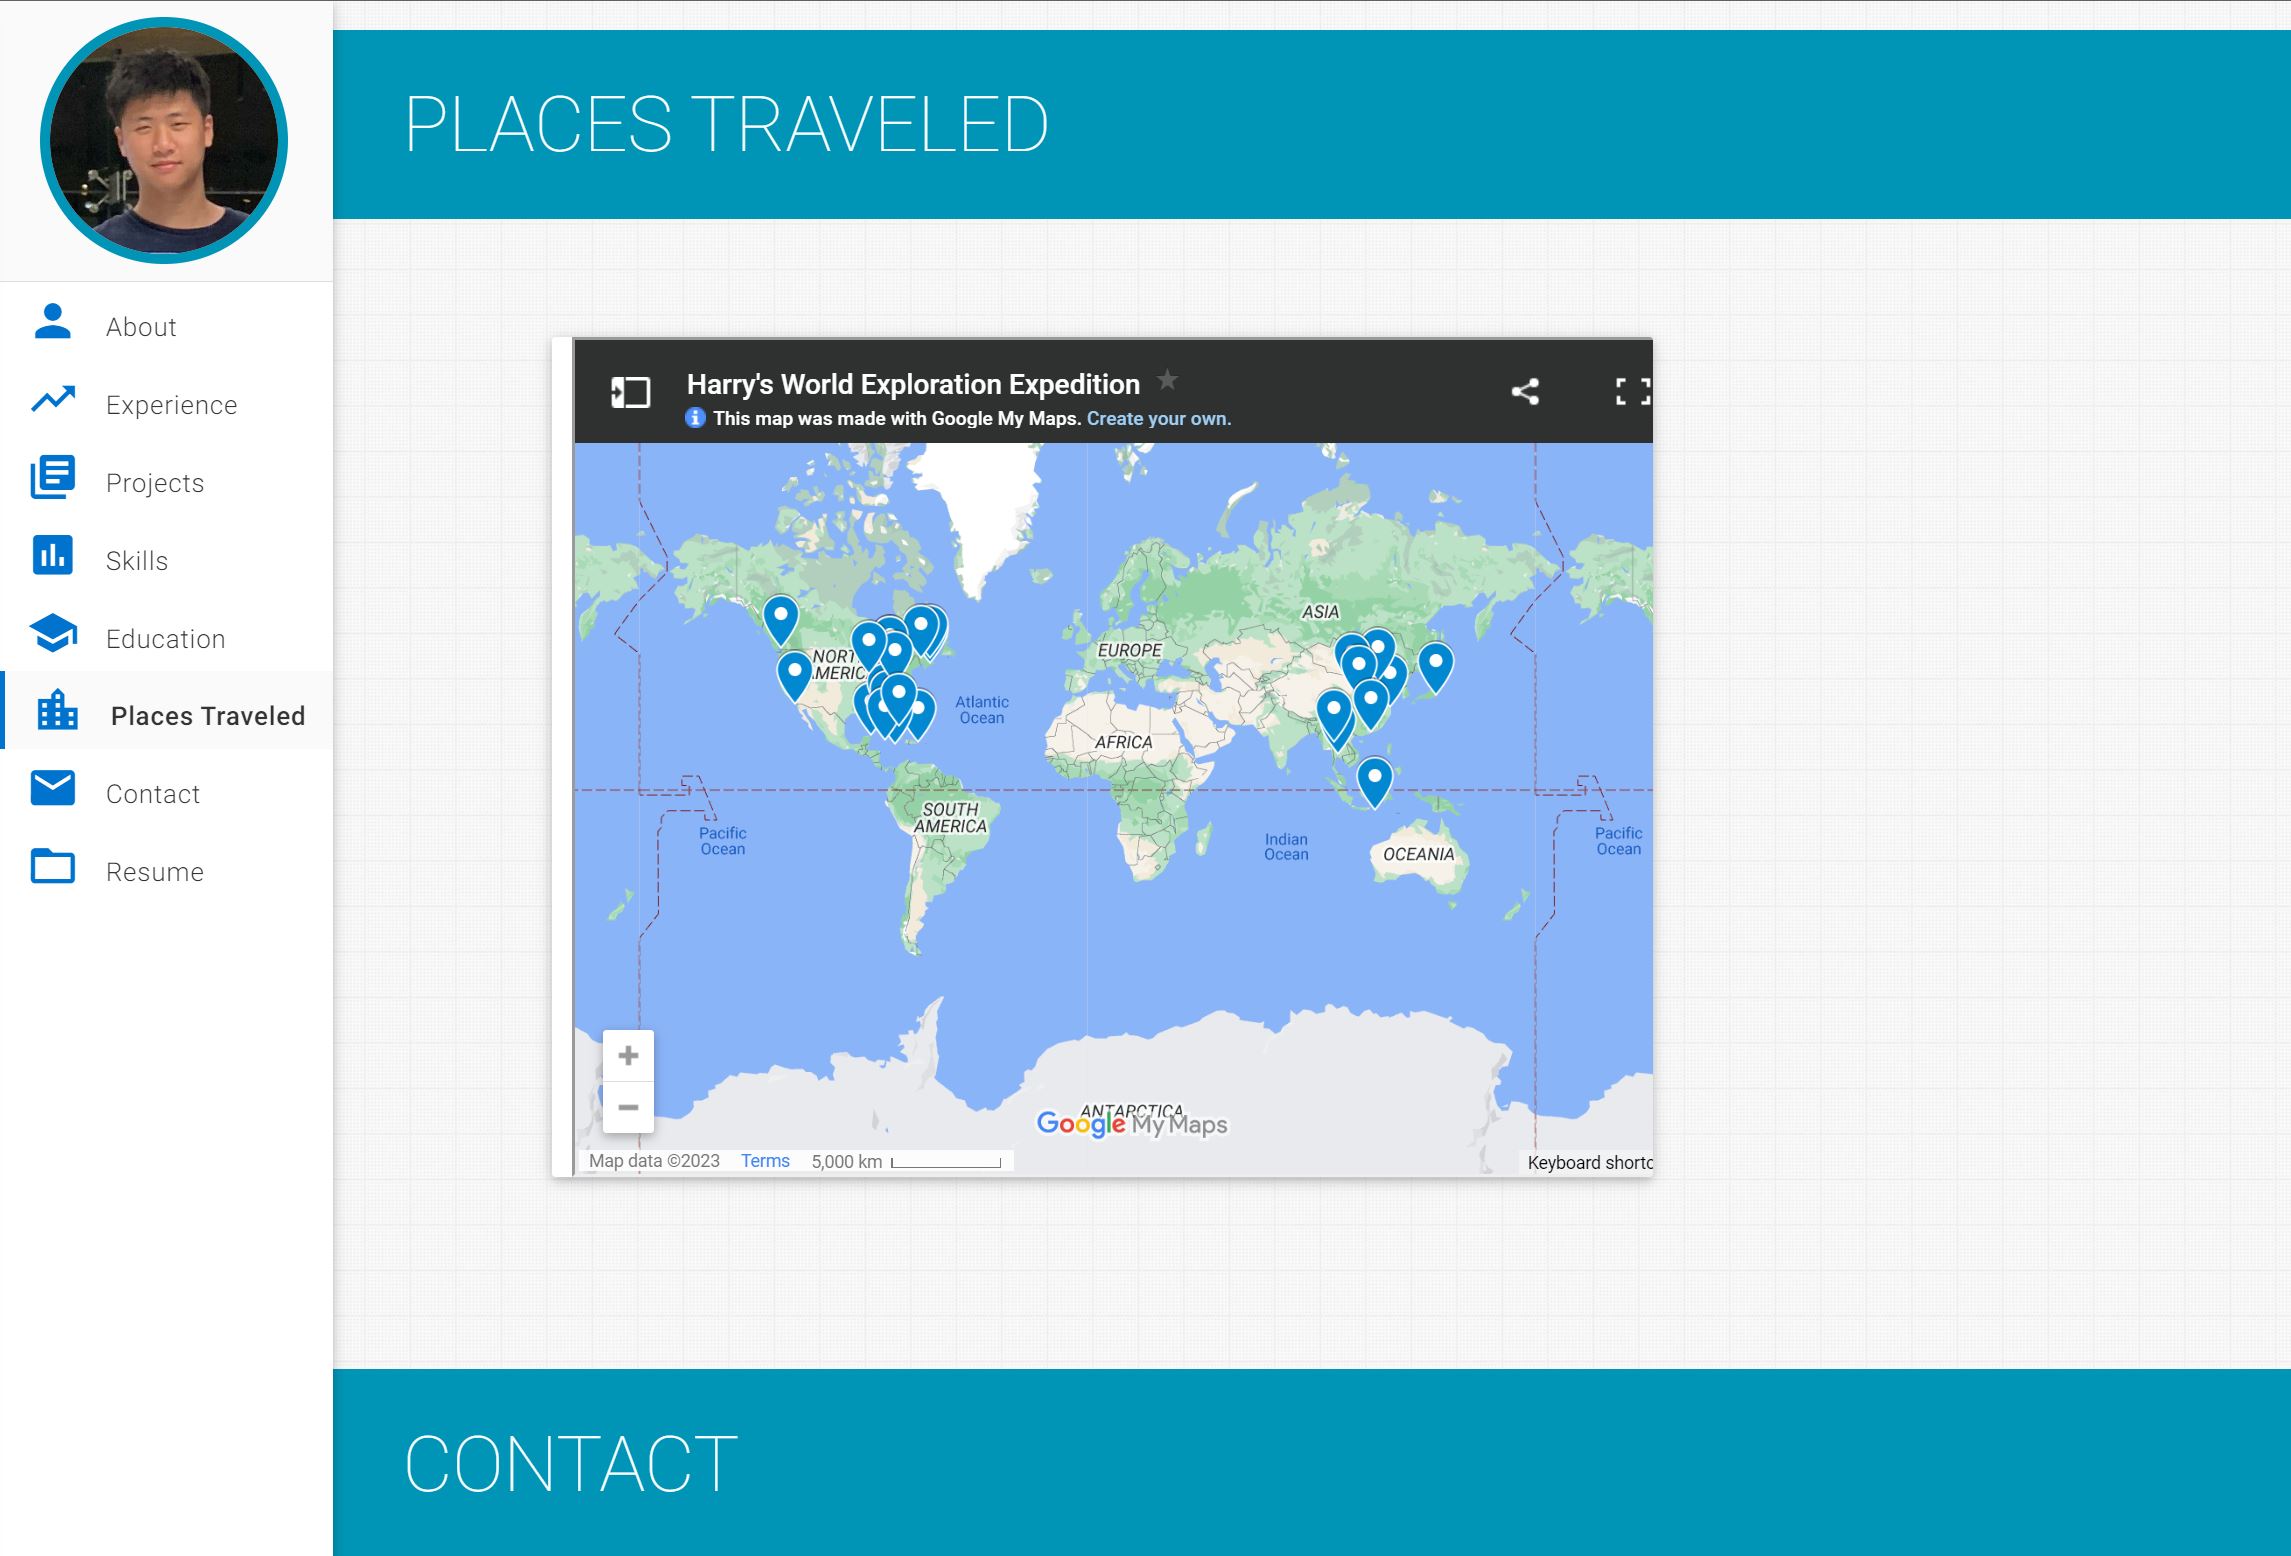 About
Experience
Projects
Skills
Education
Places Traveled
Contact
Resume
PLACES TRAVELED
Harry's World Exploration Expedition
This map was made with Google My Maps. Create your own.
ASIA
EUROPE
NORT
MERIC
Atlantic
Ocean
AFRICA
SOUTH
AMERICA
Pacific
Ocean
Indian
Ocean
OCEANIA
Pacific
Ocean
ANTARCTICA
Google My Maps
Map data ©2023 Terms 5,000 km
Keyboard shortc
CONTACT